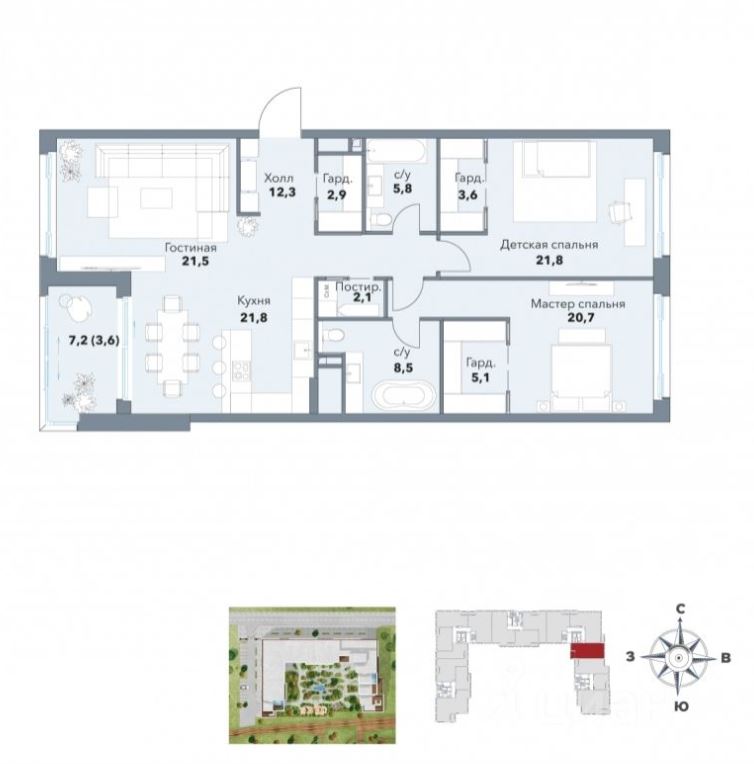 Холл
12,3
Гард.
2,9
с/у
5,8
Гард.
3,6
Гостиная
21,5
Детская спальня
21,8
Кухня
21,8
Постир.
2,1
Мастер спальня
20,7
7,2 (3,6)
с/у
8,5
Гард.
5,1
С
З
В
Ю